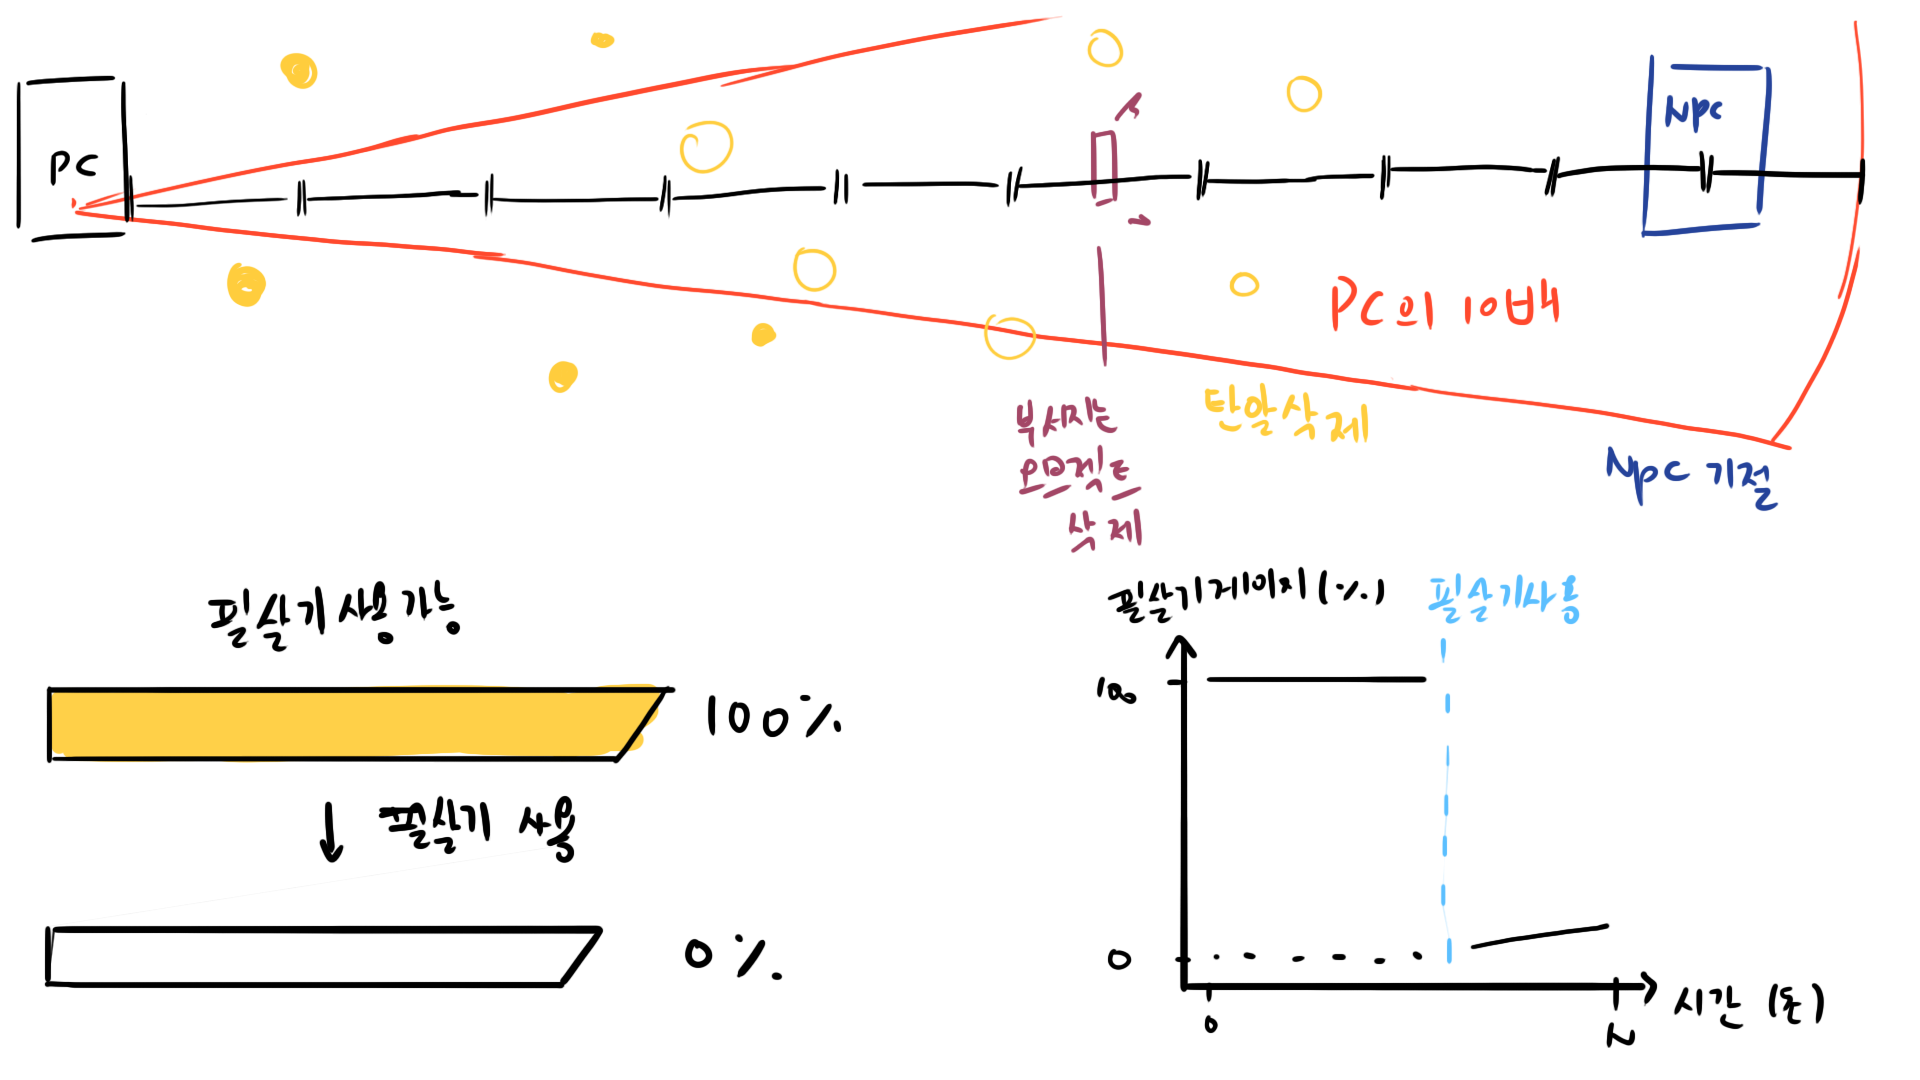 PC
NPC
PC의 10배
부서지는
오브젝트
삭제
탄알삭제
NPC 기절
필살기 사용 가능
100%
↓ 필살기 사용
0%
필살기 게이지 (%)
필살기 사용
100
0
0
N
시간 (초)